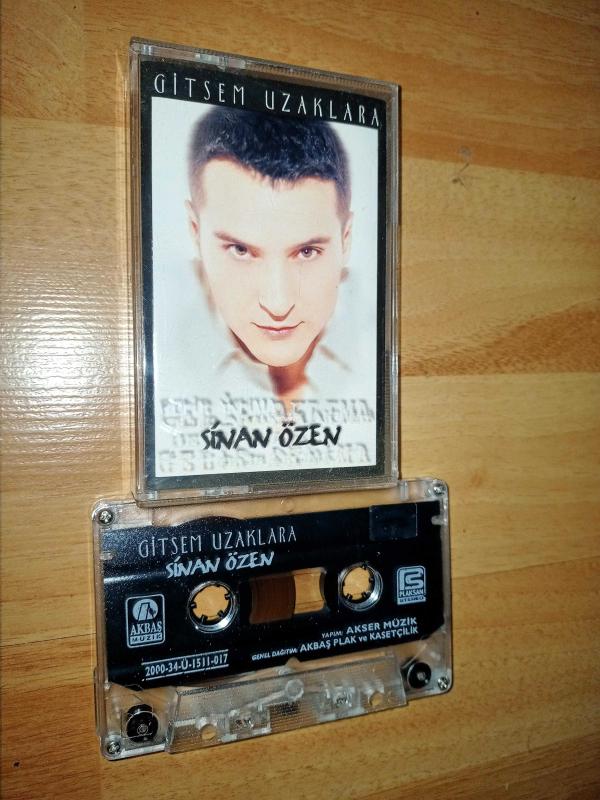 GİTSEM UZAKLARA
SİNAN ÖZEN
GİTSEM UZAKLARA
SİNAN ÖZEN
AKBAŞ
MÜZİK
PLAKSAN
STEREO
YAPIM: AKSER MÜZİK
GENEL DAĞITIM: AKBAŞ PLAK ve KASETÇİLİK
2000-34-Ü-1511-017